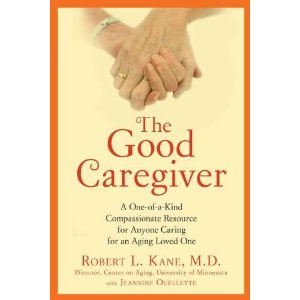 The
Good
Caregiver
A One-of-a-Kind
Compassionate Resource
for Anyone Caring
for an Aging Loved One
Robert L. Kane, M.D.
Director, Center on Aging, University of Minnesota
with Jeannine Ouellette